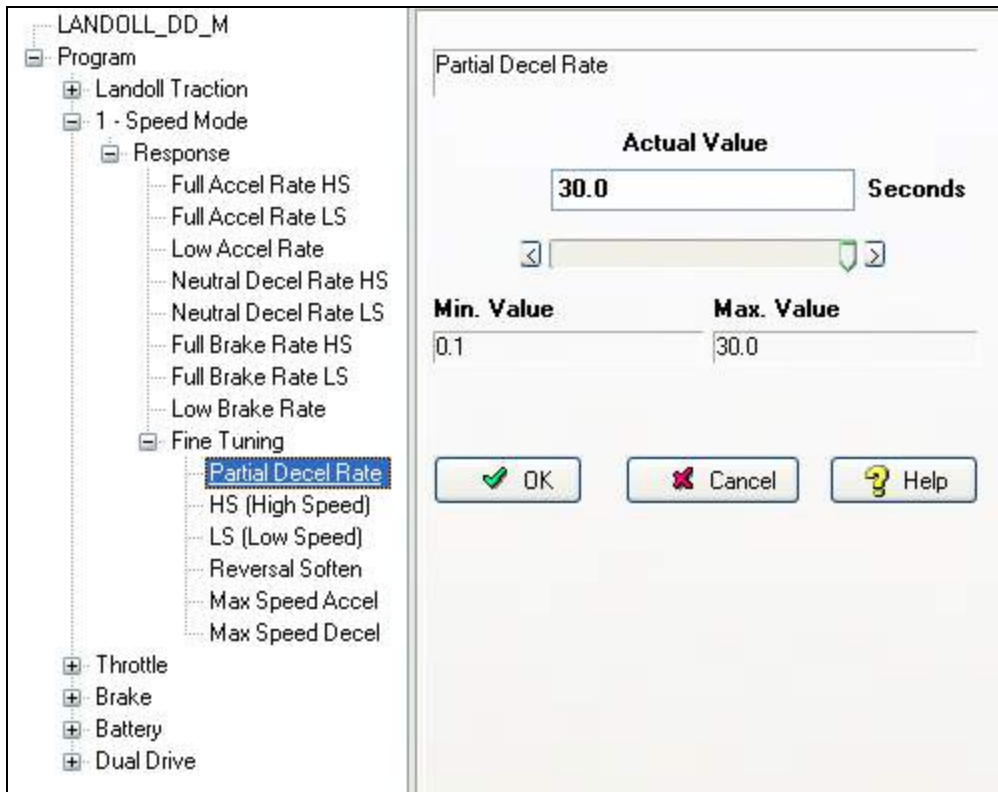 LANDOLL_DD_M
Program
Landoll Traction
1 - Speed Mode
Response
Full Accel Rate HS
Full Accel Rate LS
Low Accel Rate
Neutral Decel Rate HS
Neutral Decel Rate LS
Full Brake Rate HS
Full Brake Rate LS
Low Brake Rate
Fine Tuning
Partial Decel Rate
HS (High Speed)
LS (Low Speed)
Reversal Soften
Max Speed Accel
Max Speed Decel
Throttle
Brake
Battery
Dual Drive
Partial Decel Rate
Actual Value
30.0 Seconds
Min. Value Max. Value
0.1 30.0
OK Cancel Help